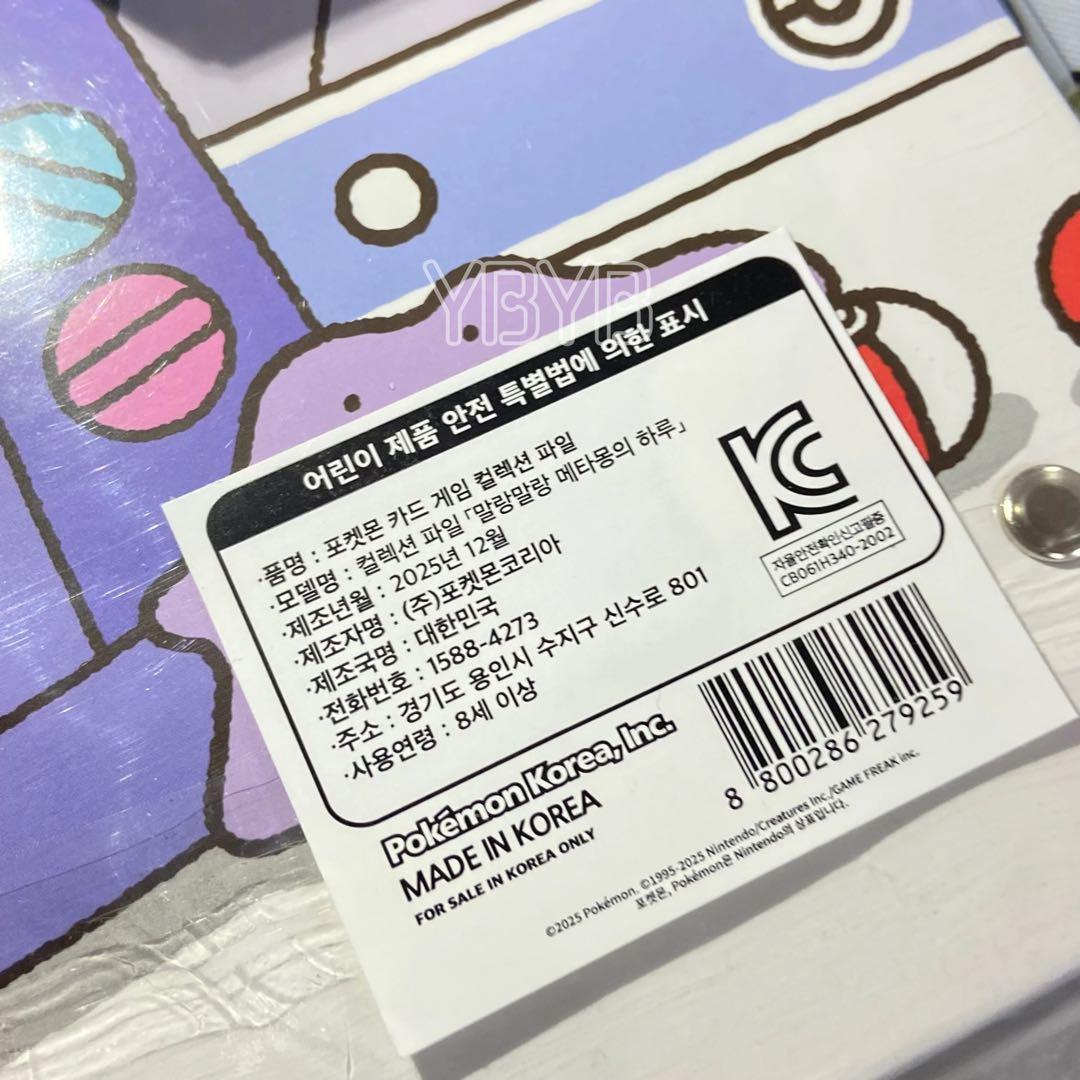 YBYB
어린이 제품 안전 특별법에 의한 표시
·품명 : 포켓몬 카드 게임 컬렉션 파일
·모델명 : 컬렉션 파일 「말랑말랑 메타몽의 하루」
·제조년월 : 2025년 12월
·제조자명 : (주)포켓몬코리아
·제조국명 : 대한민국
·전화번호 : 1588-4273
·주소 : 경기도 용인시 수지구 신수로 801
·사용연령 : 8세 이상
자율안전확인신고필증
CB061H340-2002
Pokémon Korea, Inc.
MADE IN KOREA
FOR SALE IN KOREA ONLY
8 800286 279259
©2025 Pokémon. ©1995-2025 Nintendo/Creatures Inc./GAME FREAK inc.
포켓몬, Pokémon은 Nintendo의 상표입니다.